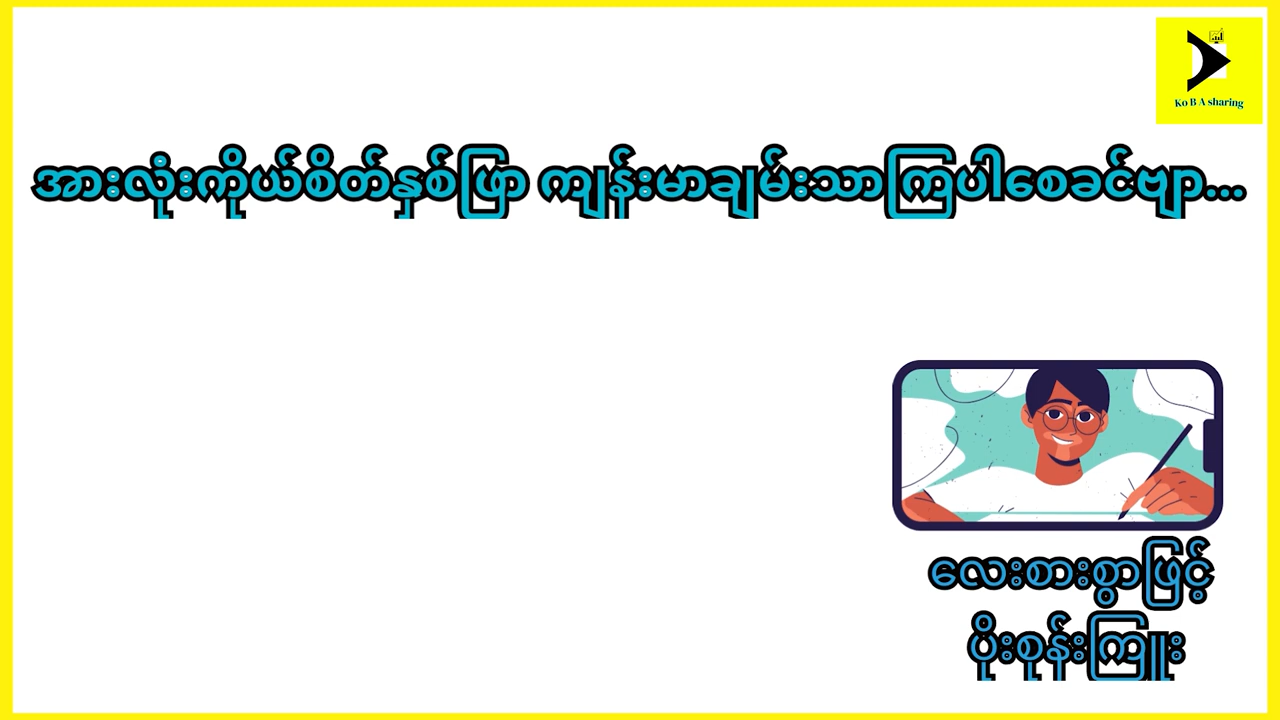 Ko B A sharing
အားလုံးကိုယ်စိတ်နှစ်ဖြာ ကျန်းမာချမ်းသာကြပါစေခင်ဗျာ...
လေးစားစွာဖြင့်
ပိုးစုန်းကြူး